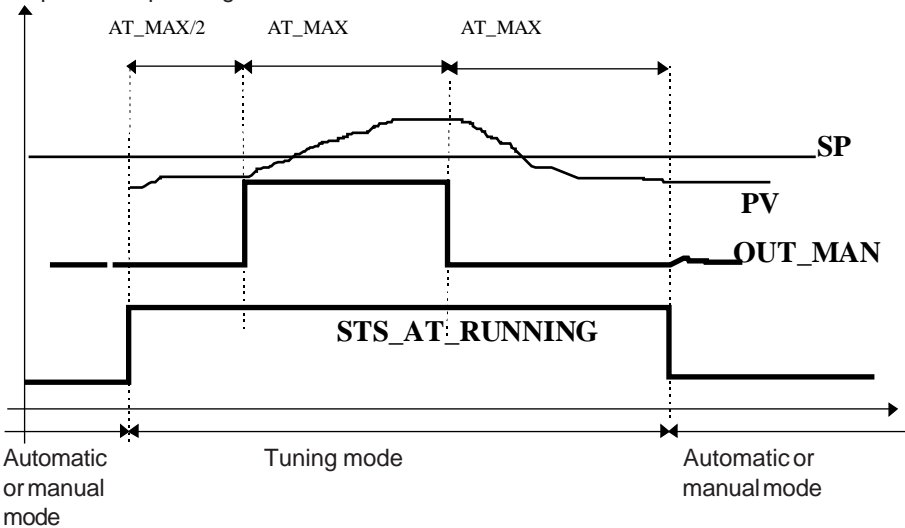 AT_MAX/2 AT_MAX AT_MAX
SP
PV
OUT_MAN
STS_AT_RUNNING
Automatic
or manual
mode
Tuning mode
Automatic or
manual mode